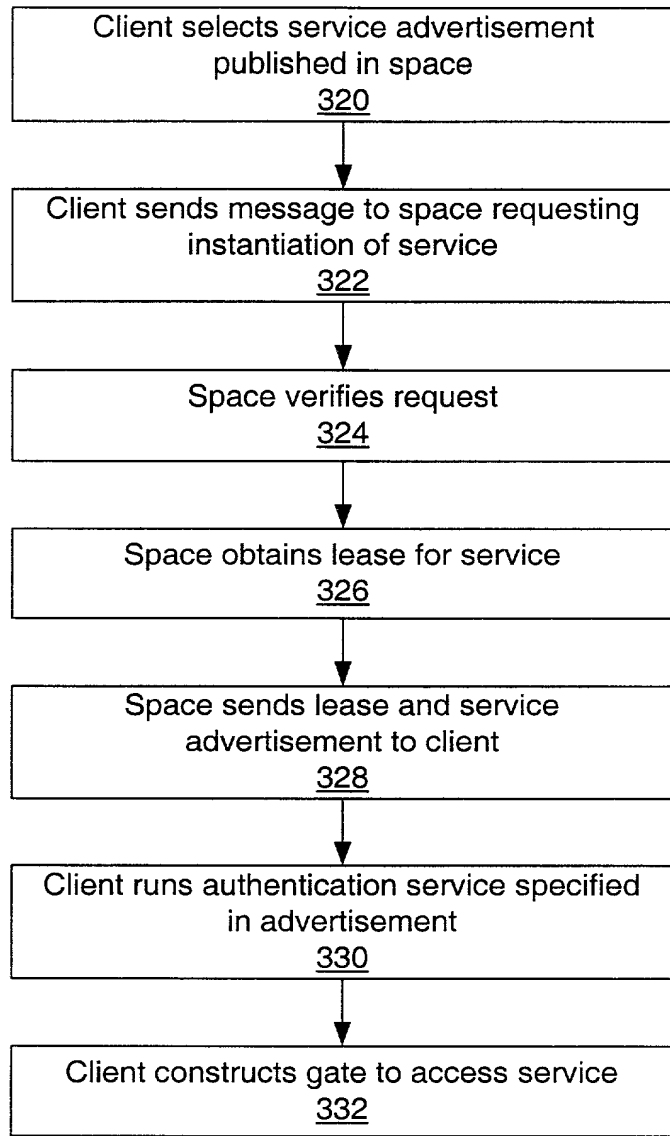 Client selects service advertisement
published in space
320
Client sends message to space requesting
instantiation of service
322
Space verifies request
324
Space obtains lease for service
326
Space sends lease and service
advertisement to client
328
Client runs authentication service specified
in advertisement
330
Client constructs gate to access service
332